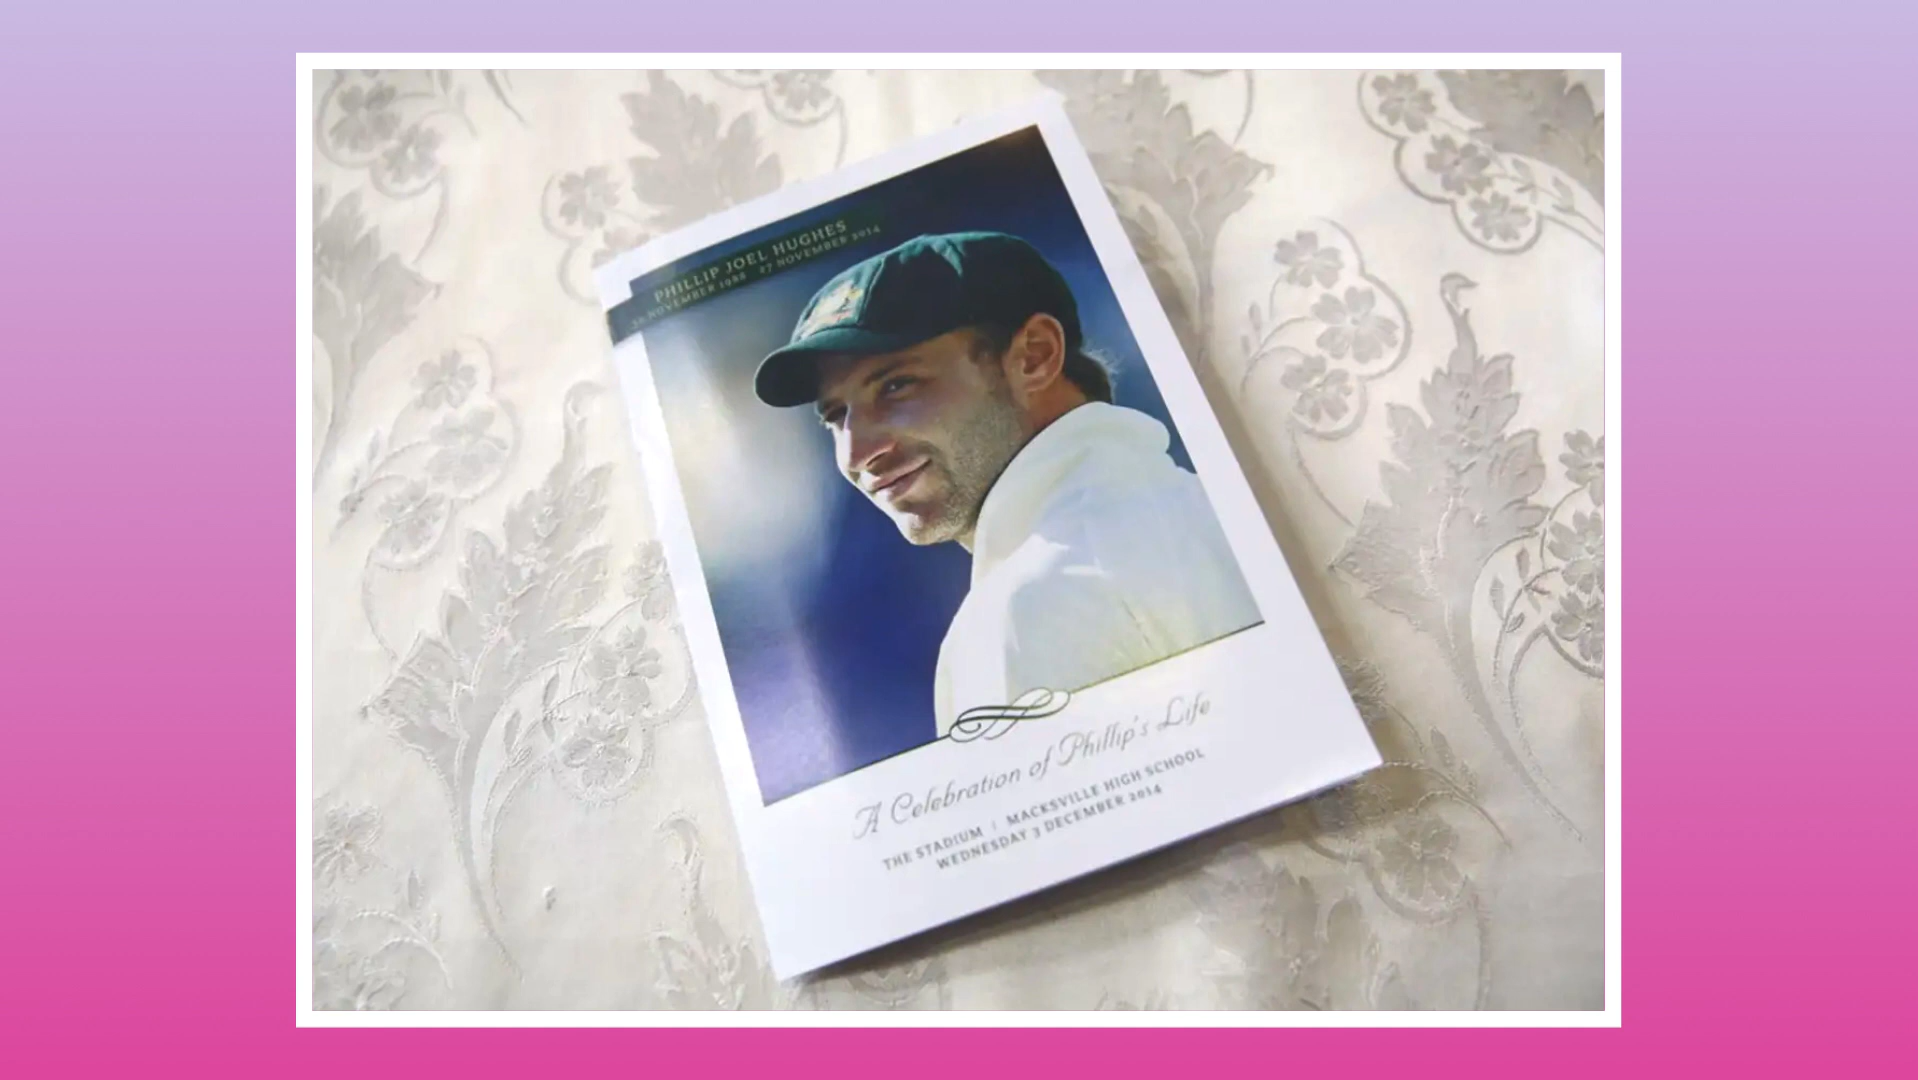 PHILLIP JOEL HUGHES
30 NOVEMBER 1988 27 NOVEMBER 2014
A Celebration of Phillip's Life
THE STADIUM | MACKSVILLE HIGH SCHOOL
WEDNESDAY 3 DECEMBER 2014